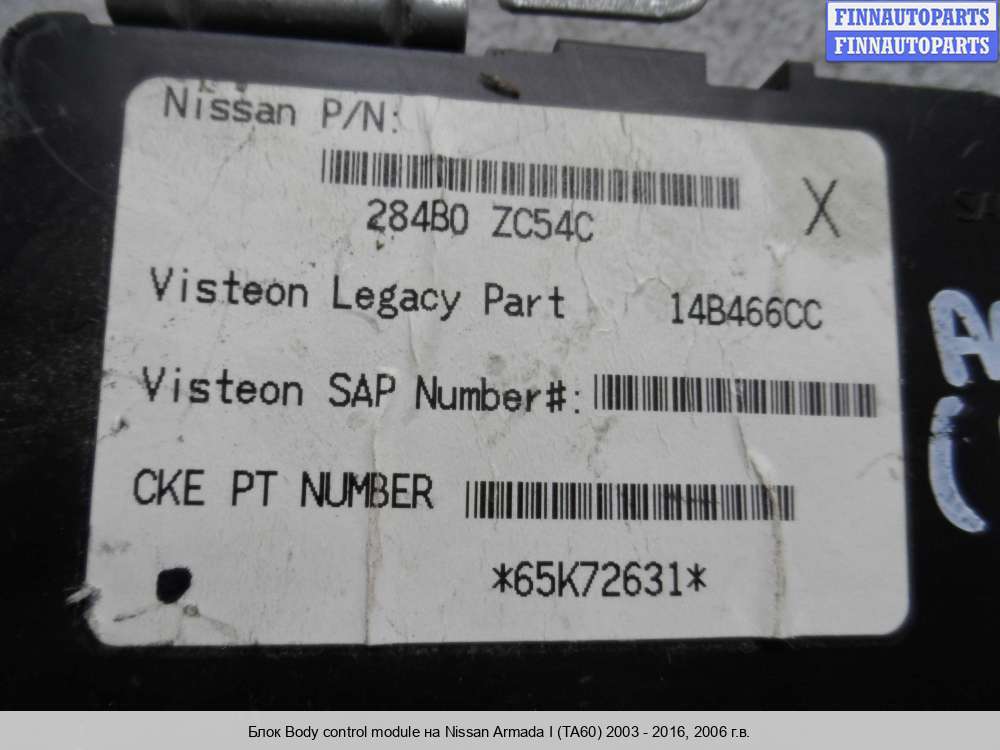 FINNAUTOPARTS
FINNAUTOPARTS
Nissan P/N:
284B0 ZC54C
X
Visteon Legacy Part 14B466CC
Visteon SAP Number#:
CKE PT NUMBER
*65K72631*
Блок Body control module на Nissan Armada I (TA60) 2003 - 2016, 2006 г.в.